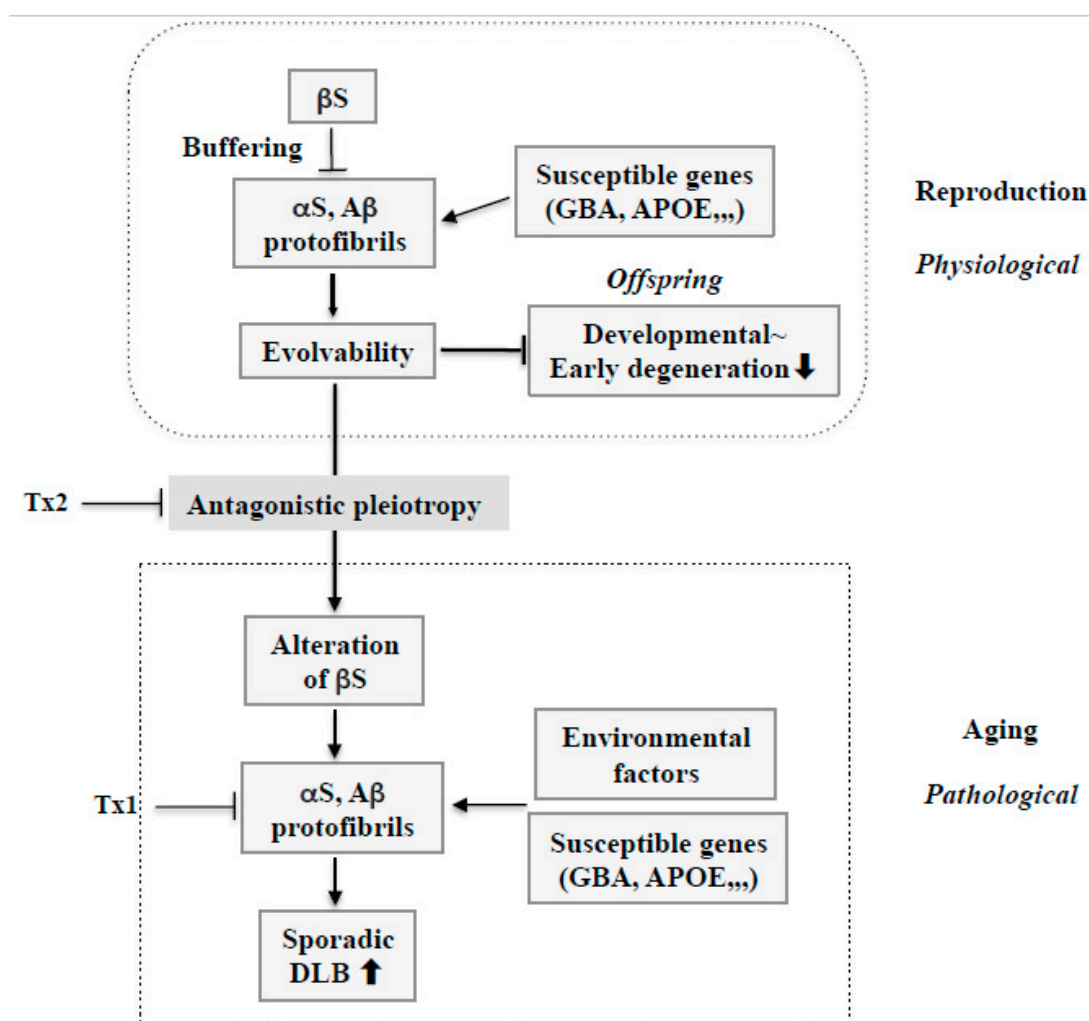 βS
Buffering
αS, Aβ
protofibrils
Susceptible genes
(GBA, APOE,,,)
Reproduction
Physiological
Offspring
Evolvability
Developmental~
Early degeneration ⬇
Tx2
Antagonistic pleiotropy
Alteration
of βS
Environmental
factors
Aging
Pathological
Tx1
αS, Aβ
protofibrils
Susceptible genes
(GBA, APOE,,,)
Sporadic
DLB ⬆